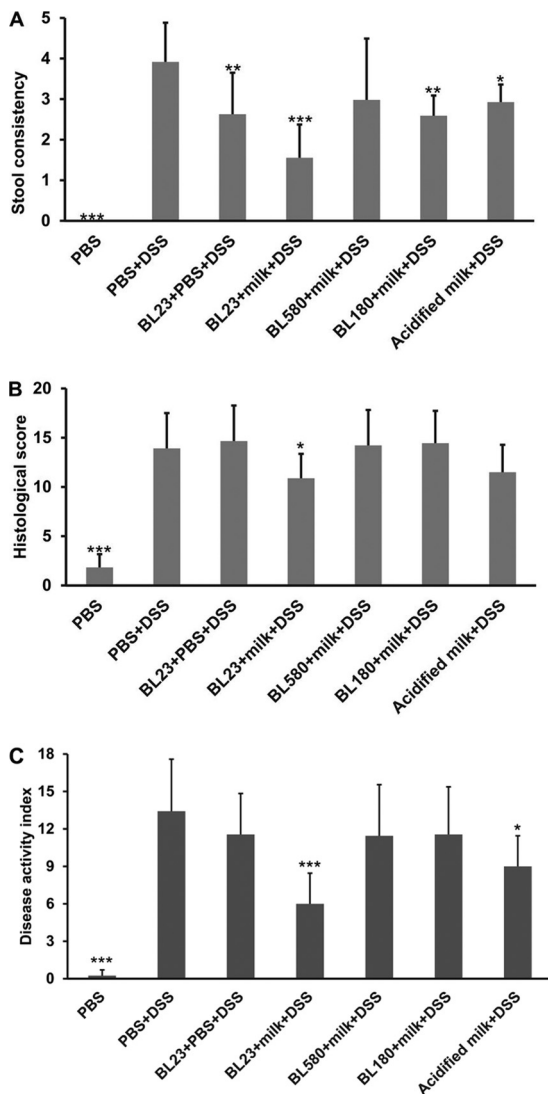 A
Stool consistency
5
4
3
2
1
0
***
**
***
**
*
PBS
PBS+DSS
BL23+PBS+DSS
BL23+milk+DSS
BL580+milk+DSS
BL180+milk+DSS
Acidified milk+DSS
B
Histological score
20
15
10
5
0
***
*
PBS
PBS+DSS
BL23+PBS+DSS
BL23+milk+DSS
BL580+milk+DSS
BL180+milk+DSS
Acidified milk+DSS
C
Disease activity index
18
15
12
9
6
3
0
***
***
*
PBS
PBS+DSS
BL23+PBS+DSS
BL23+milk+DSS
BL580+milk+DSS
BL180+milk+DSS
Acidified milk+DSS